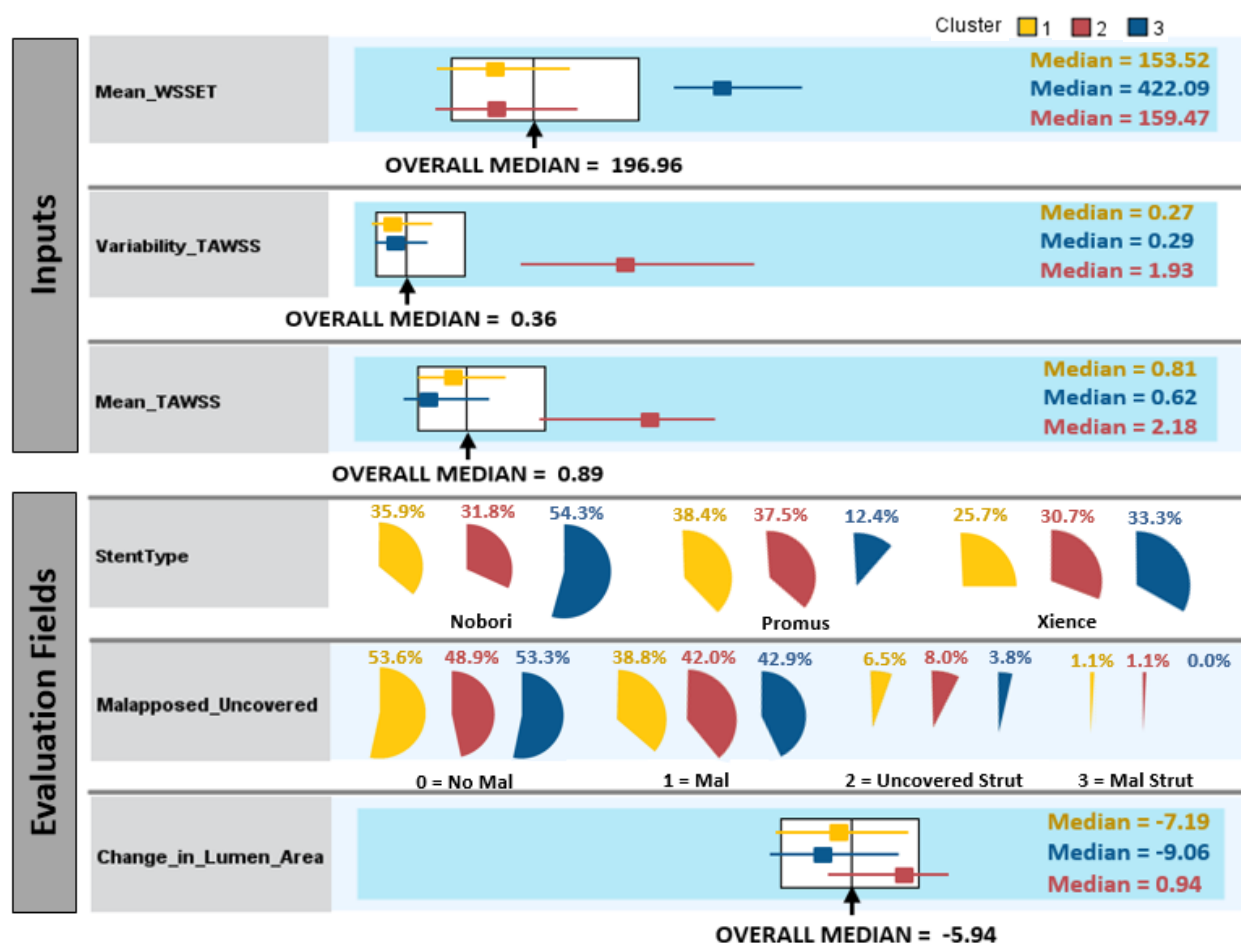 Cluster 1 2 3
Inputs
Mean_WSSET
Median = 153.52
Median = 422.09
Median = 159.47
OVERALL MEDIAN = 196.96
Variability_TAWSS
Median = 0.27
Median = 0.29
Median = 1.93
OVERALL MEDIAN = 0.36
Mean_TAWSS
Median = 0.81
Median = 0.62
Median = 2.18
OVERALL MEDIAN = 0.89
Evaluation Fields
StentType
35.9% 31.8% 54.3% 38.4% 37.5% 12.4% 25.7% 30.7% 33.3%
Nobori Promus Xience
Malapposed_Uncovered
53.6% 48.9% 53.3% 38.8% 42.0% 42.9% 6.5% 8.0% 3.8% 1.1% 1.1% 0.0%
0 = No Mal 1 = Mal 2 = Uncovered Strut 3 = Mal Strut
Change_in_Lumen_Area
Median = -7.19
Median = -9.06
Median = 0.94
OVERALL MEDIAN = -5.94